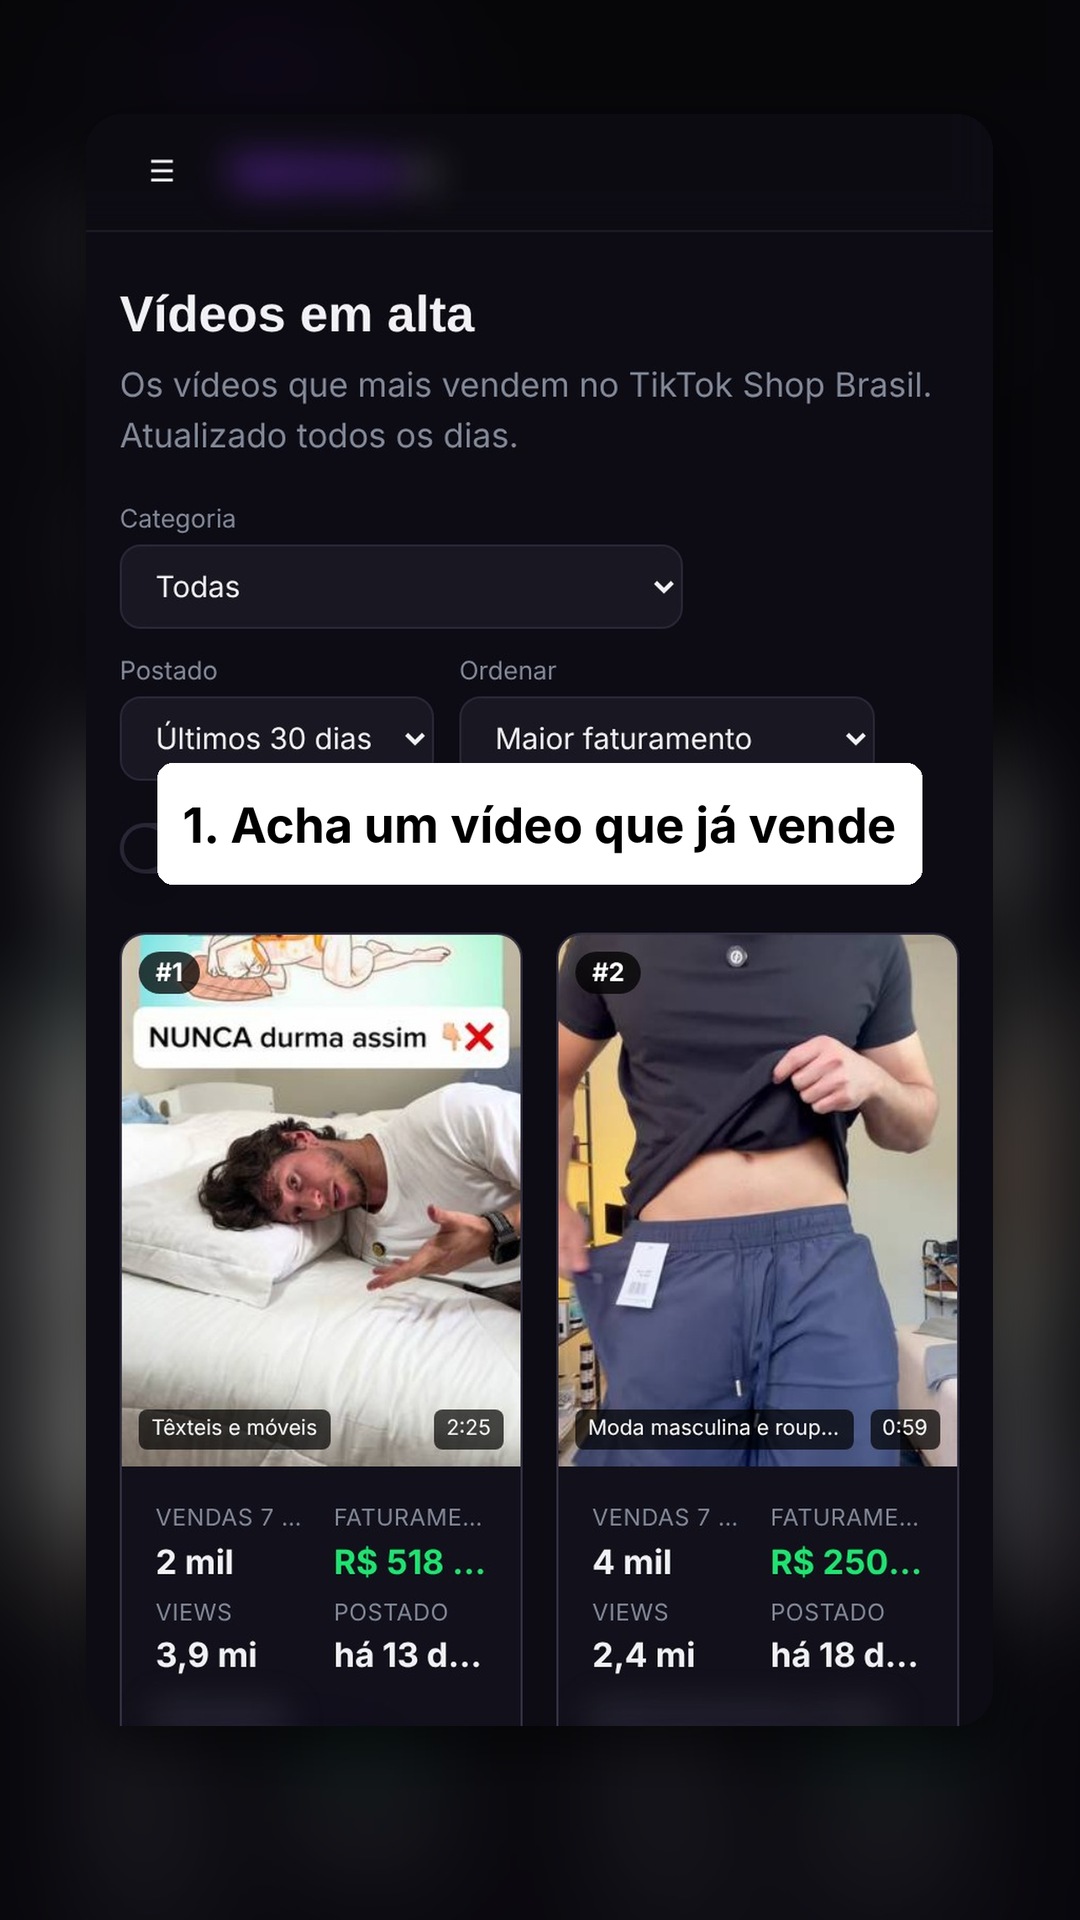 ☰
Vídeos em alta
Os vídeos que mais vendem no TikTok Shop Brasil.
Atualizado todos os dias.
Categoria
Todas
Postado
Ordenar
Últimos 30 dias
Maior faturamento
1. Acha um vídeo que já vende
#1
NUNCA durma assim 👇🏻❌
Têxteis e móveis
2:25
VENDAS 7 ...
FATURAME...
2 mil
R$ 518 ...
VIEWS
POSTADO
3,9 mi
há 13 d...
#2
Moda masculina e roup...
0:59
VENDAS 7 ...
FATURAME...
4 mil
R$ 250...
VIEWS
POSTADO
2,4 mi
há 18 d...